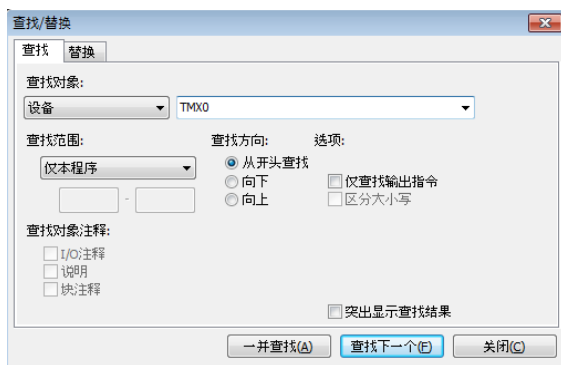 查找/替换
查找 替换
查找对象:
设备 TMX0
查找范围: 查找方向: 选项:
仅本程序 从开头查找
向下 仅查找输出指令
- 向上 区分大小写
查找对象注释:
I/O注释
说明
块注释
突出显示查找结果
一并查找(A) 查找下一个(F) 关闭(C)